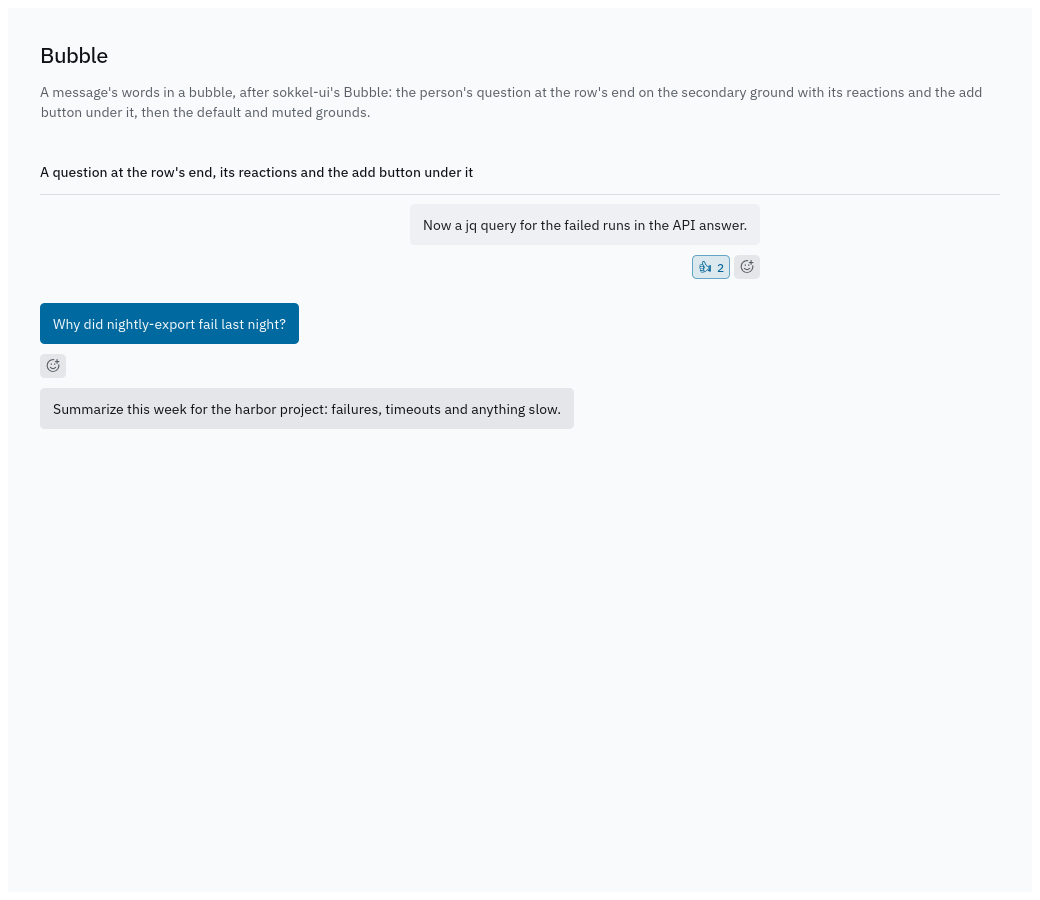 Bubble
A message's words in a bubble, after sokkel-ui's Bubble: the person's question at the row's end on the secondary ground with its reactions and the add
button under it, then the default and muted grounds.
A question at the row's end, its reactions and the add button under it
Now a jq query for the failed runs in the API answer.
2
Why did nightly-export fail last night?
Summarize this week for the harbor project: failures, timeouts and anything slow.